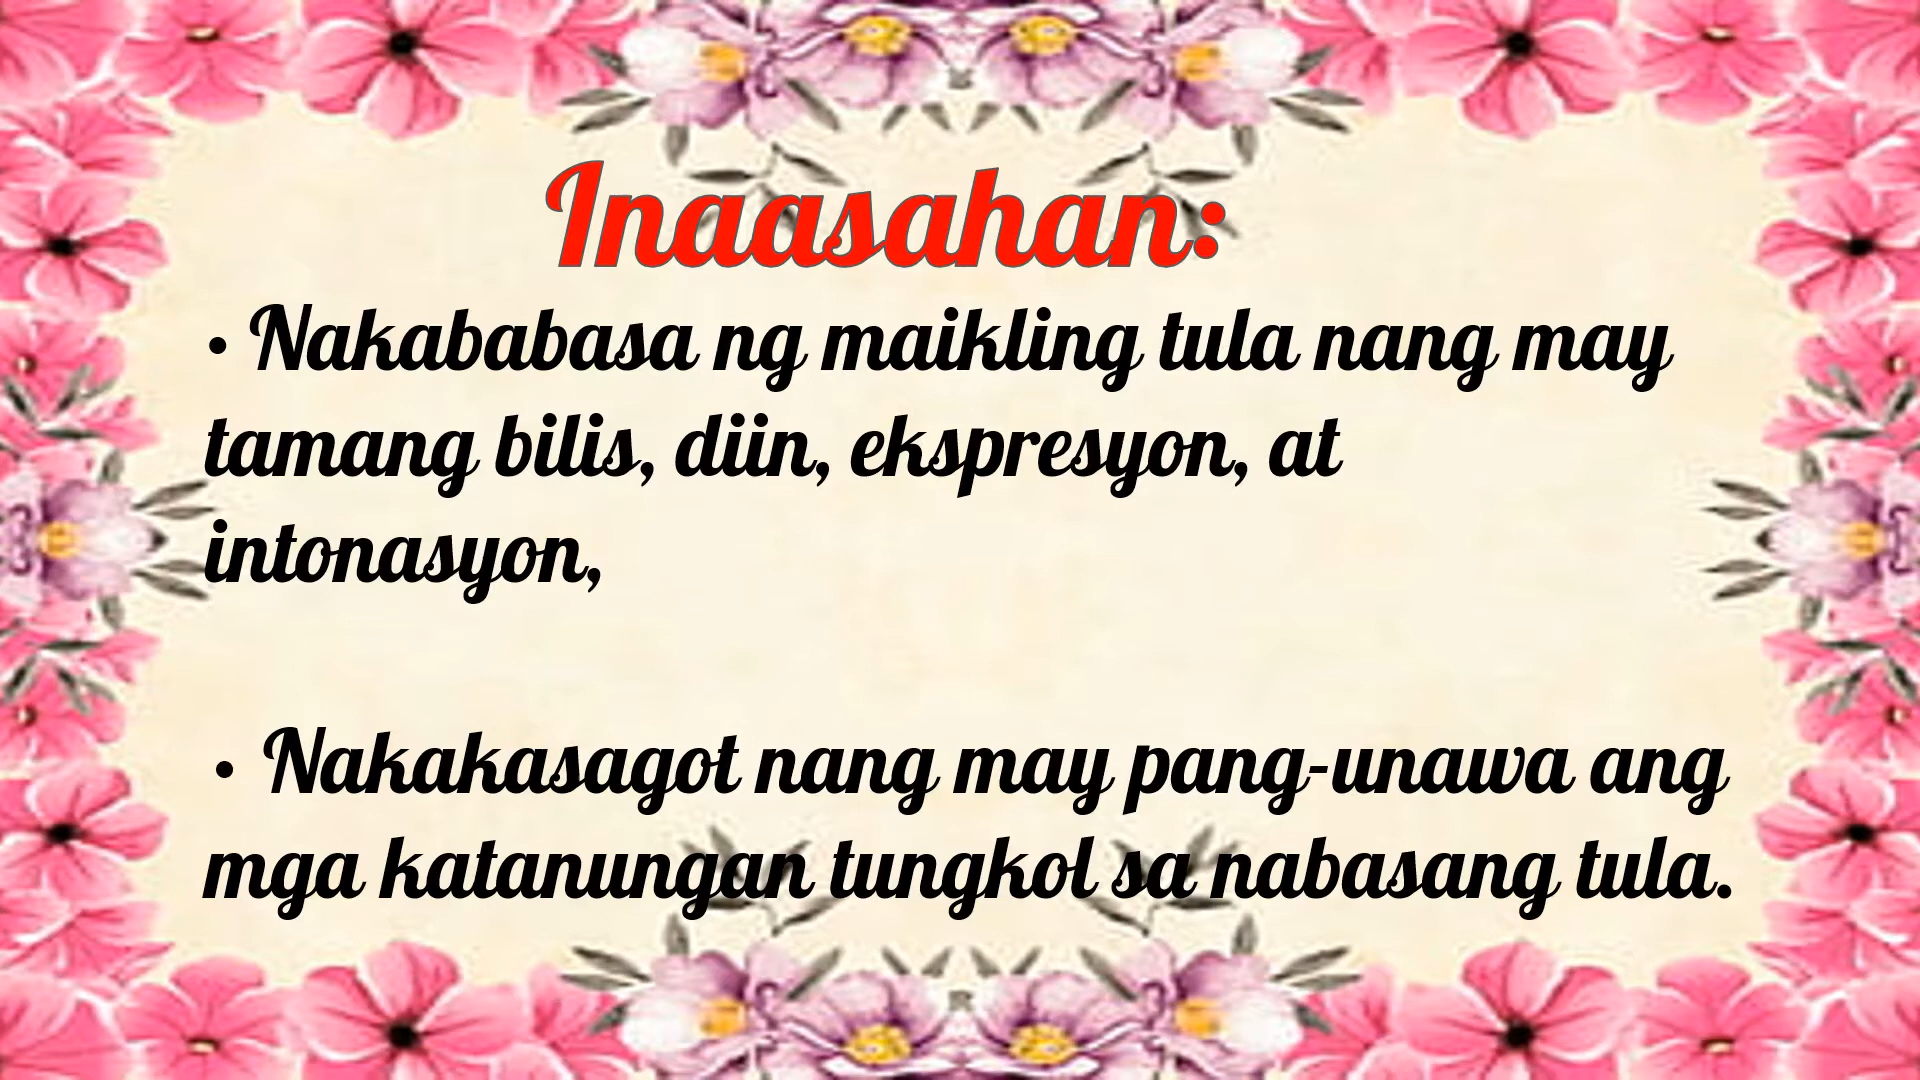 Inaasahan:
• Nakababasa ng maikling tula nang may
tamang bilis, diin, ekspresyon, at
intonasyon,
• Nakakasagot nang may pang-unawa ang
mga katanungan tungkol sa nabasang tula.